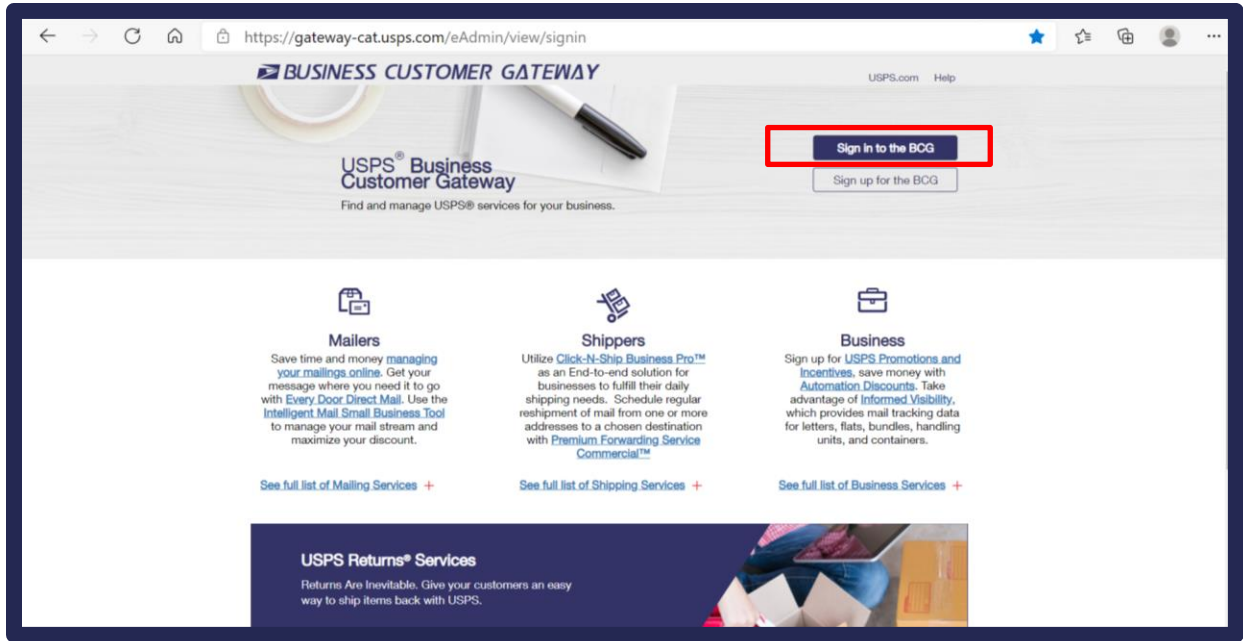 https://gateway-cat.usps.com/eAdmin/view/signin
BUSINESS CUSTOMER GATEWAY
USPS.com Help
Sign in to the BCG
Sign up for the BCG
USPS® Business
Customer Gateway
Find and manage USPS® services for your business.
Mailers
Save time and money managing
your mailings online. Get your
message where you need it to go
with Every Door Direct Mail. Use the
Intelligent Mail Small Business Tool
to manage your mail stream and
maximize your discount.
See full list of Mailing Services +
Shippers
Utilize Click-N-Ship Business Pro™
as an End-to-end solution for
businesses to fulfill their daily
shipping needs. Schedule regular
reshipment of mail from one or more
addresses to a chosen destination
with Premium Forwarding Service
Commercial™
See full list of Shipping Services +
Business
Sign up for USPS Promotions and
Incentives, save money with
Automation Discounts. Take
advantage of Informed Visibility,
which provides mail tracking data
for letters, flats, bundles, handling
units, and containers.
See full list of Business Services +
USPS Returns® Services
Returns Are Inevitable. Give your customers an easy
way to ship items back with USPS.